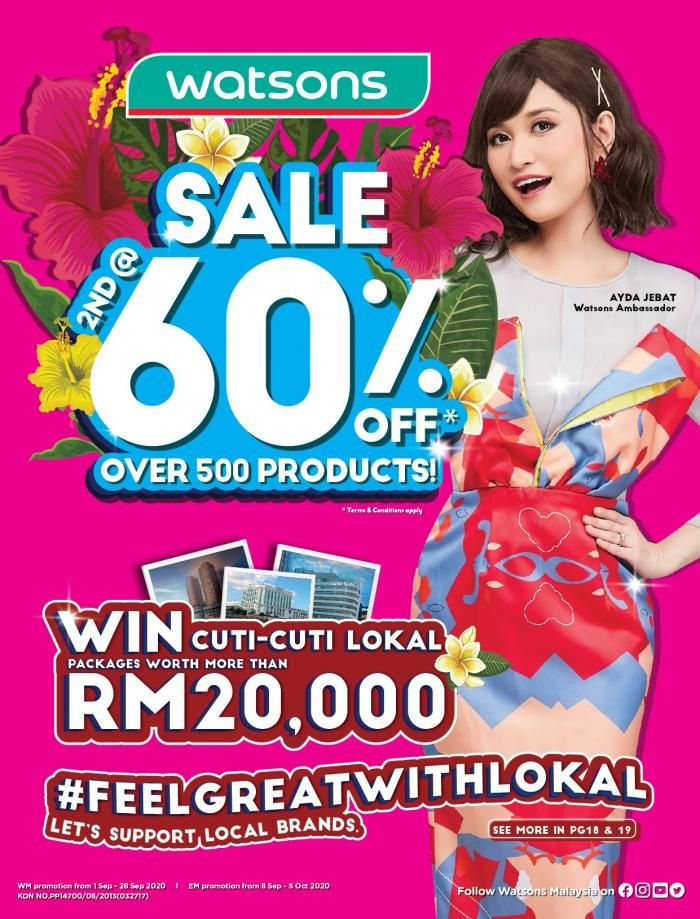 watsons
SALE
2ND @
60%
OFF*
OVER 500 PRODUCTS!
* Terms & Conditions apply
AYDA JEBAT
Watsons Ambassador
WIN CUTI-CUTI LOKAL
PACKAGES WORTH MORE THAN
RM20,000
#FEELGREATWITHLOKAL
LET'S SUPPORT LOCAL BRANDS.
SEE MORE IN PG18 & 19
WM promotion from 1 Sep - 28 Sep 2020 I EM promotion from 8 Sep - 5 Oct 2020
KDN NO.PP14700/08/2013(032717)
Follow Watsons Malaysia on